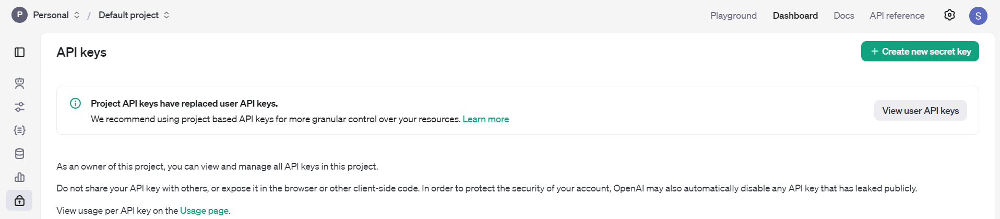 P Personal / Default project
Playground Dashboard Docs API reference S
API keys
+ Create new secret key
Project API keys have replaced user API keys.
We recommend using project based API keys for more granular control over your resources. Learn more
View user API keys
As an owner of this project, you can view and manage all API keys in this project.
Do not share your API key with others, or expose it in the browser or other client-side code. In order to protect the security of your account, OpenAI may also automatically disable any API key that has leaked publicly.
View usage per API key on the Usage page.